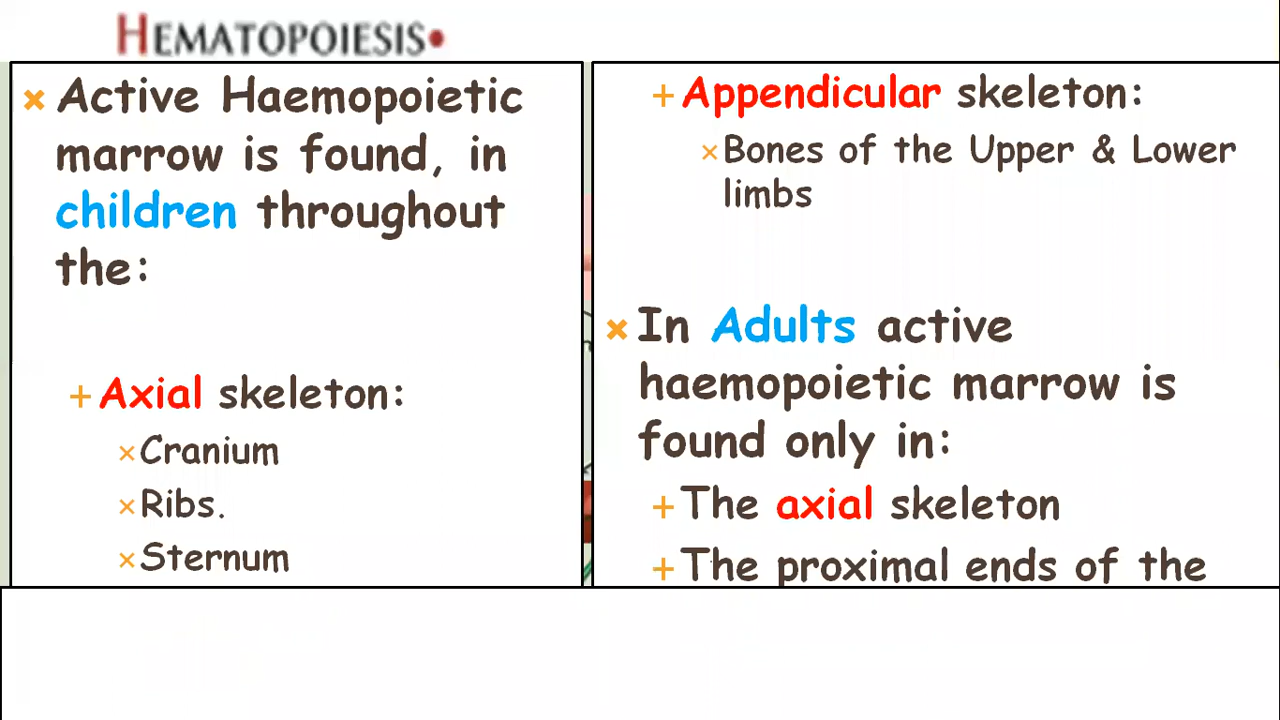 HEMATOPOIESIS•
× Active Haemopoietic
marrow is found, in
children throughout
the:
+ Axial skeleton:
× Cranium
× Ribs.
× Sternum
+ Appendicular skeleton:
× Bones of the Upper & Lower
limbs
× In Adults active
haemopoietic marrow is
found only in:
+ The axial skeleton
+ The proximal ends of the